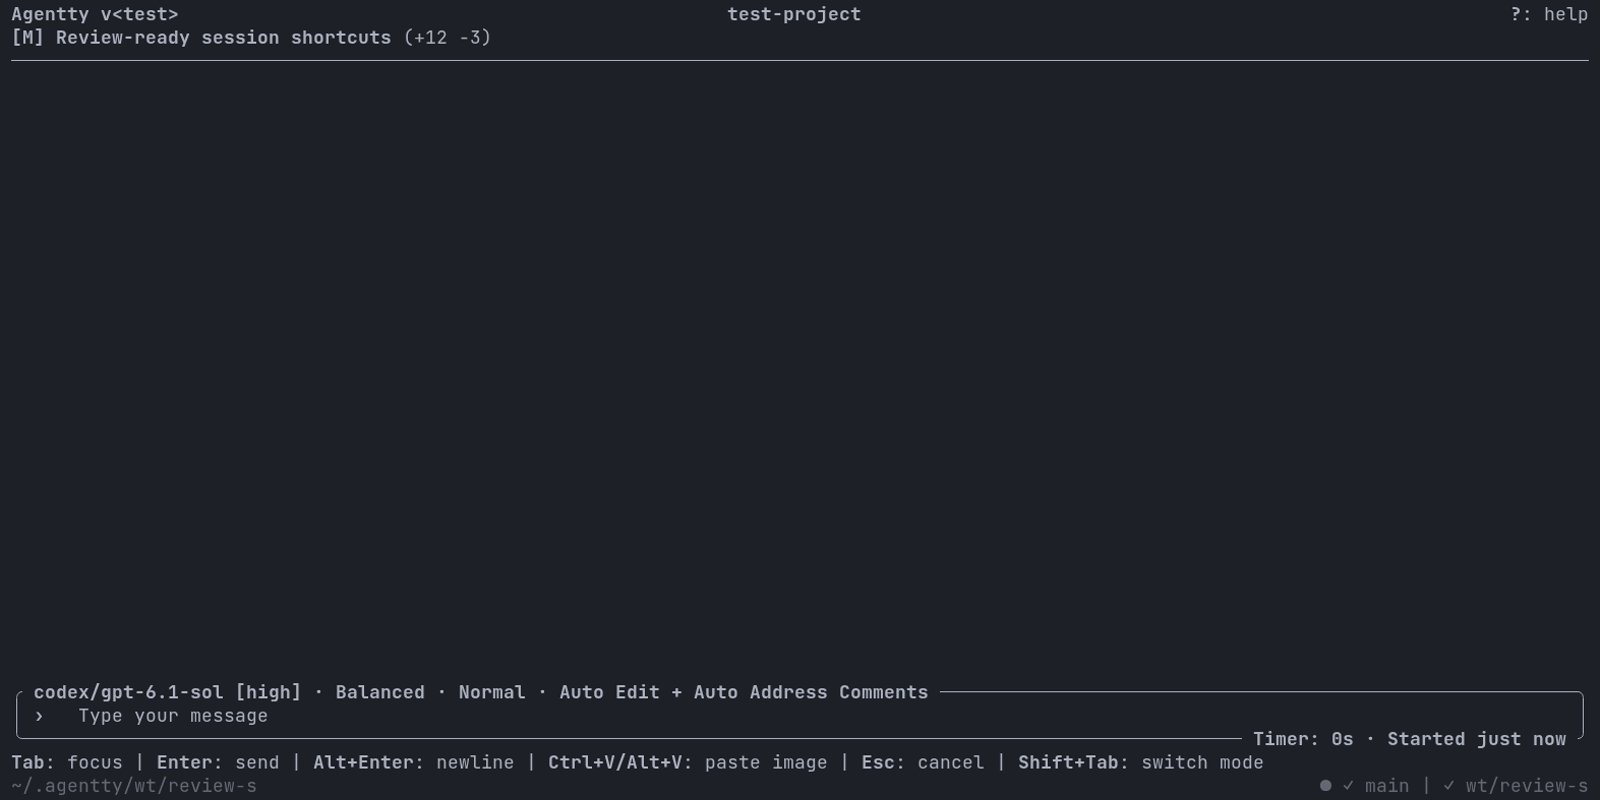 Agentty v<test> test-project ?: help
[M] Review-ready session shortcuts (+12 -3)
codex/gpt-6.1-sol [high] · Balanced · Normal · Auto Edit + Auto Address Comments
› Type your message
Timer: 0s · Started just now
Tab: focus | Enter: send | Alt+Enter: newline | Ctrl+V/Alt+V: paste image | Esc: cancel | Shift+Tab: switch mode
~/.agentty/wt/review-s ● ✓ main | ✓ wt/review-s